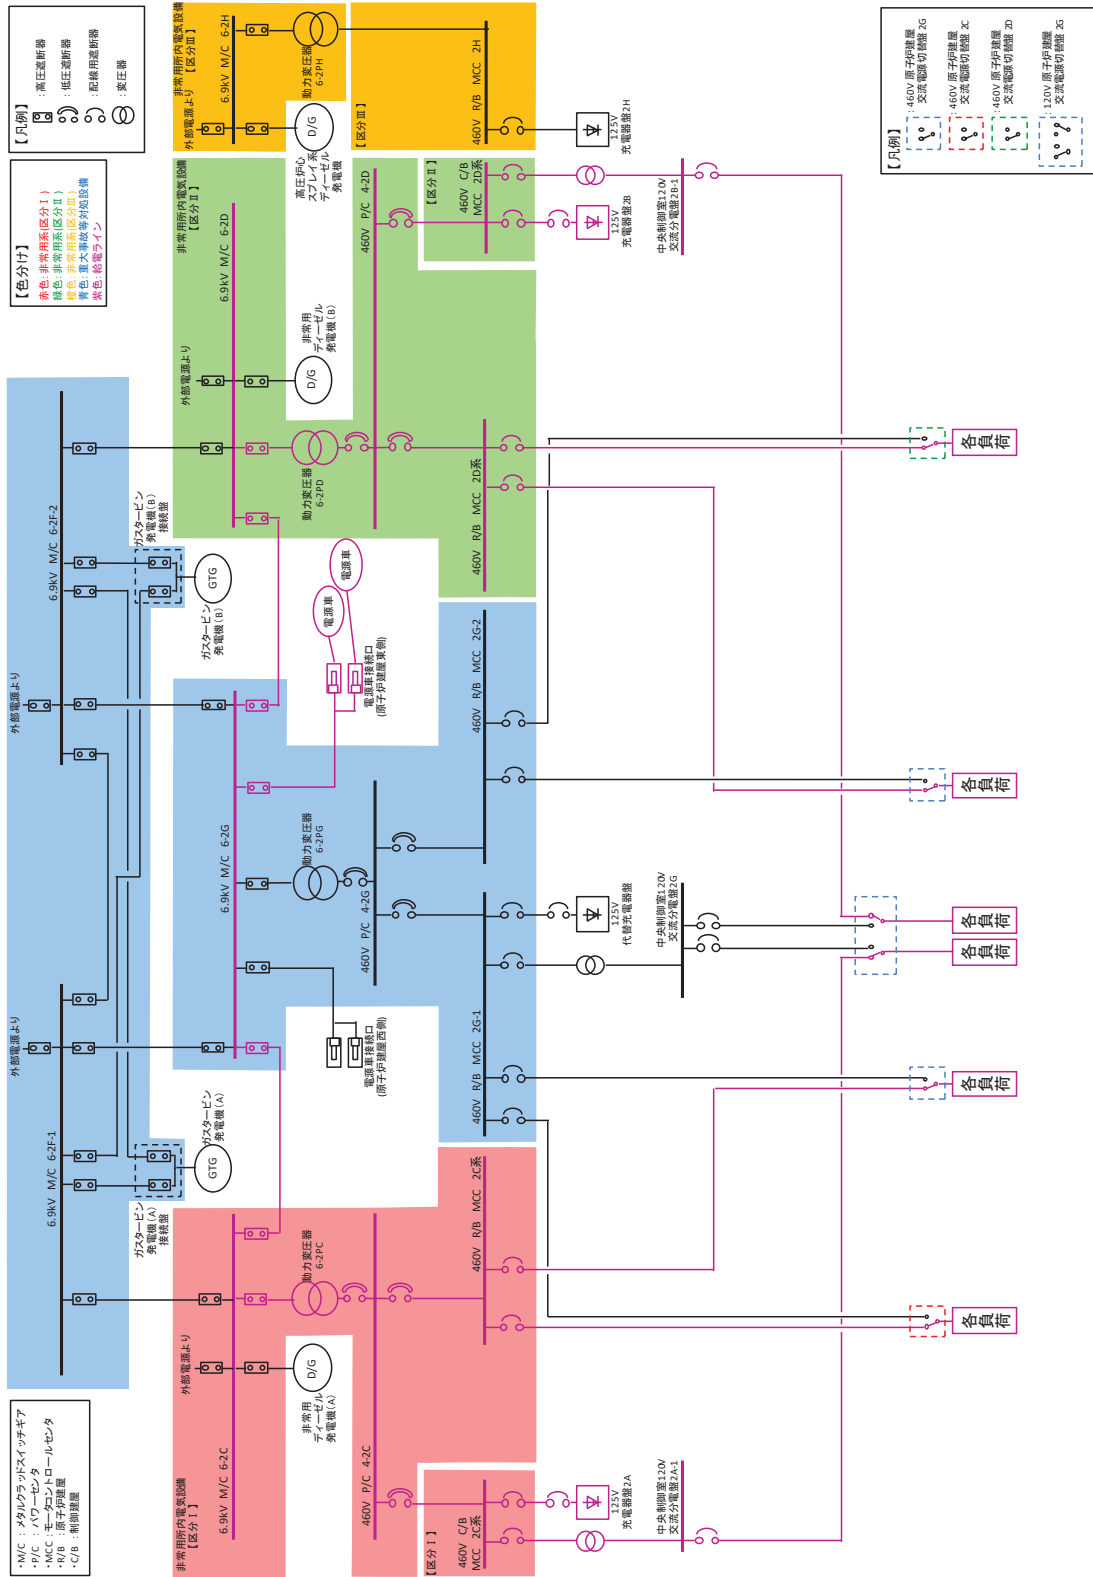 ・M/C ：メタルクラッドスイッチギア
・P/C ：パワーセンタ
・MCC：モータコントロールセンタ
・R/B ：原子炉建屋
・C/B ：制御建屋
【色分け】
赤色：非常用系(区分Ⅰ)
緑色：非常用系(区分Ⅱ)
橙色：非常用系(区分Ⅲ)
青色：重大事故等対処設備
紫色：給電ライン
【凡例】
：高圧遮断器
：低圧遮断器
：配線用遮断器
：変圧器
外部電源より
6.9kV M/C 6-2F-1
外部電源より
6.9kV M/C 6-2F-2
ガスタービン
発電機(A)
接続盤
GTG
ガスタービン
発電機(A)
ガスタービン
発電機(B)
接続盤
GTG
ガスタービン
発電機(B)
非常用所内電気設備
【区分Ⅰ】
外部電源より
6.9kV M/C 6-2C
D/G
非常用
ディーゼル
発電機(A)
動力変圧器
6-2PC
460V P/C 4-2C
【区分Ⅰ】
460V C/B
MCC 2C系
460V R/B MCC 2C系
125V
充電器盤2A
中央制御室120V
交流分電盤2A-1
6.9kV M/C 6-2G
電源車接続口
(原子炉建屋西側)
動力変圧器
6-2PG
460V P/C 4-2G
電源車
電源車
電源車接続口
(原子炉建屋東側)
460V R/B MCC 2G-1
460V R/B MCC 2G-2
125V
代替充電器盤
中央制御室120V
交流分電盤2G
非常用所内電気設備
【区分Ⅱ】
外部電源より
6.9kV M/C 6-2D
動力変圧器
6-2PD
D/G
非常用
ディーゼル
発電機(B)
460V P/C 4-2D
460V R/B MCC 2D系
【区分Ⅱ】
460V C/B
MCC 2D系
125V
充電器盤2B
中央制御室120V
交流分電盤2B-1
非常用所内電気設備
【区分Ⅲ】
外部電源より
6.9kV M/C 6-2H
D/G
高圧炉心
スプレイ系
ディーゼル
発電機
動力変圧器
6-2PH
【区分Ⅲ】
460V R/B MCC 2H
125V
充電器盤2H
各負荷
各負荷
各負荷
各負荷
各負荷
各負荷
【凡例】
：460V 原子炉建屋
交流電源切替盤 2G
：460V 原子炉建屋
交流電源切替盤 2C
：460V 原子炉建屋
交流電源切替盤 2D
：120V 原子炉建屋
交流電源切替盤 2G